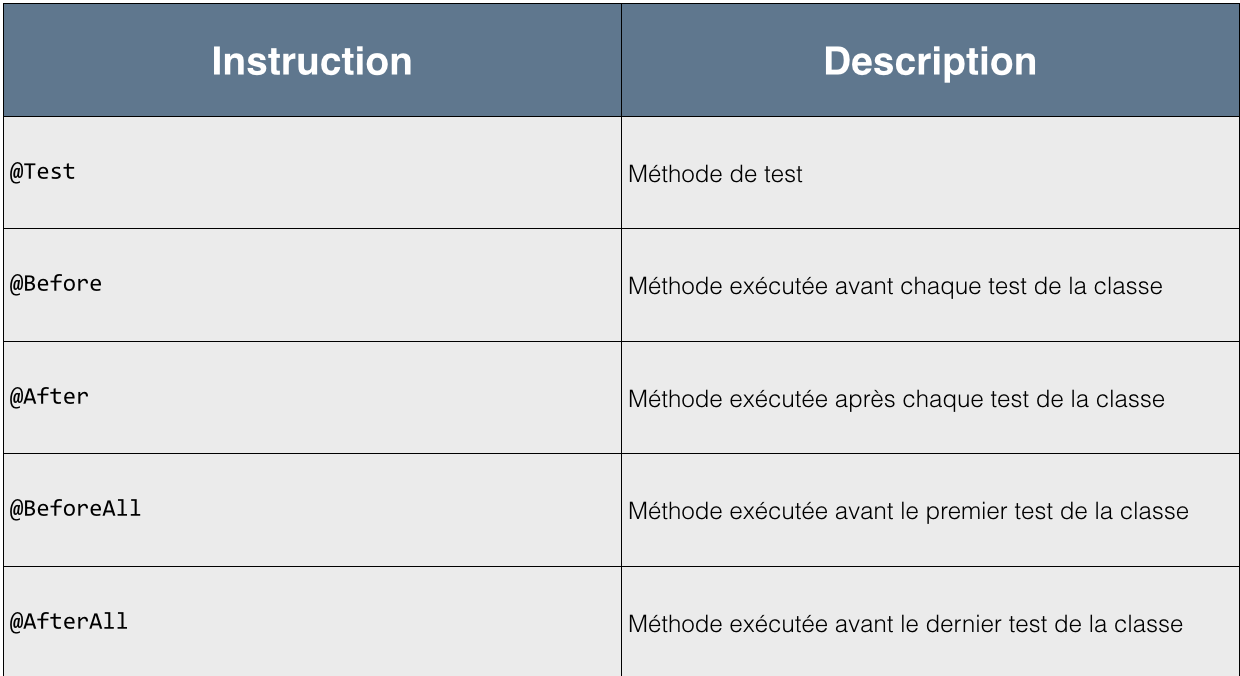 Instruction Description
@Test Méthode de test
@Before Méthode exécutée avant chaque test de la classe
@After Méthode exécutée après chaque test de la classe
@BeforeAll Méthode exécutée avant le premier test de la classe
@AfterAll Méthode exécutée avant le dernier test de la classe